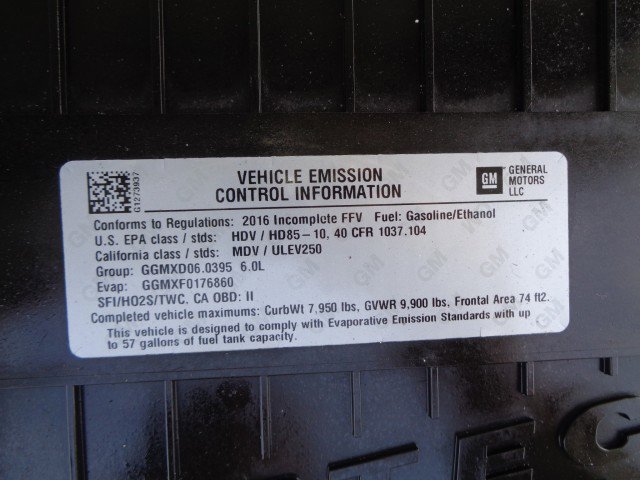 VEHICLE EMISSION
CONTROL INFORMATION
GM GENERAL
MOTORS
LLC
G1273937
Conforms to Regulations: 2016 Incomplete FFV Fuel: Gasoline/Ethanol
U.S. EPA class / stds: HDV / HD85-10, 40 CFR 1037.104
California class / stds: MDV / ULEV250
Group: GGMXD06.0395 6.0L
Evap: GGMXF0176860
SFI/HO2S/TWC. CA OBD: II
Completed vehicle maximums: CurbWt 7,950 lbs, GVWR 9,900 lbs, Frontal Area 74 ft2.
This vehicle is designed to comply with Evaporative Emission Standards with up
to 57 gallons of fuel tank capacity.
TEC